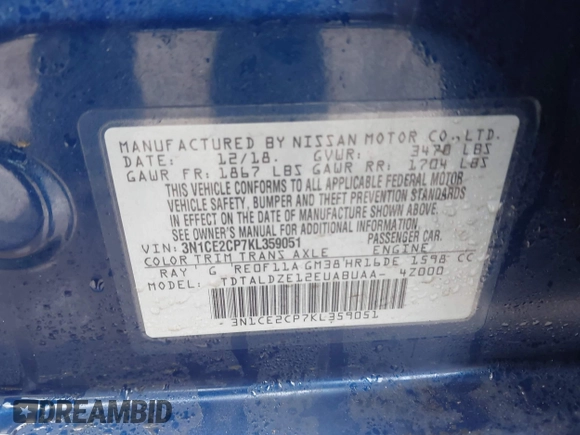 MANUFACTURED BY NISSAN MOTOR CO.,LTD.
DATE: 12/18. GVWR: 3470 LBS
GAWR FR: 1867 LBS GAWR RR: 1704 LBS
THIS VEHICLE CONFORMS TO ALL APPLICABLE FEDERAL MOTOR
VEHICLE SAFETY, BUMPER AND THEFT PREVENTION STANDARDS
IN EFFECT ON THE DATE OF MANUFACTURE SHOWN ABOVE.
SEE OWNER'S MANUAL FOR ADDITIONAL INFORMATION.
VIN: 3N1CE2CP7KL359051 PASSENGER CAR.
COLOR TRIM TRANS AXLE ENGINE
RAY G RE0F11A GM38 HR16DE 1598 CC
MODEL: TDTALDZE12EUA8UAA- 4Z000
3N1CE2CP7KL359051
DREAMBID